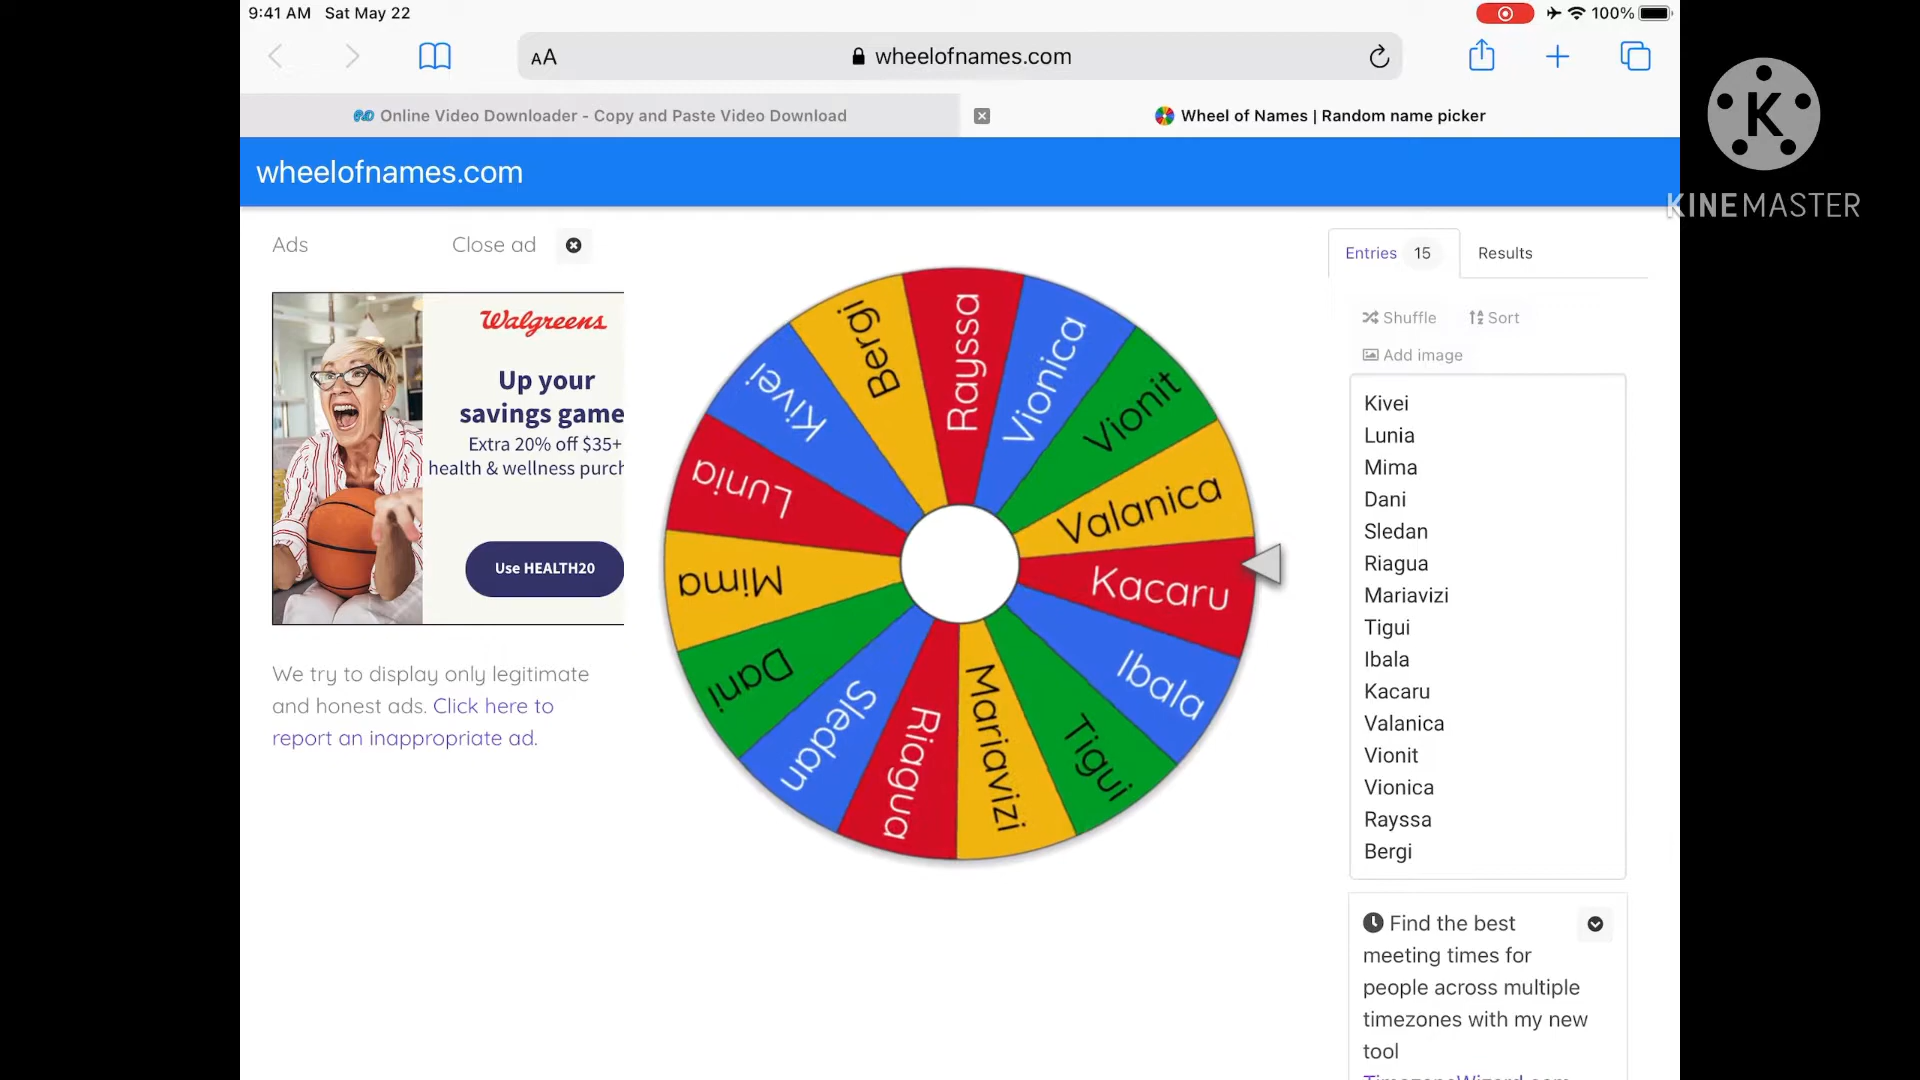 9:41 AM Sat May 22
100%
AA
wheelofnames.com
Online Video Downloader - Copy and Paste Video Download
Wheel of Names | Random name picker
K
KINEMASTER
wheelofnames.com
Ads
Close ad
Walgreens
Up your
savings game
Extra 20% off $35+
health & wellness purch
Use HEALTH20
We try to display only legitimate
and honest ads. Click here to
report an inappropriate ad.
Rayssa
Vionica
Vionit
Valanica
Kacaru
Ibala
Tigui
Mariavizi
Riagua
Sledan
Dani
Mima
Lunia
Kivei
Bergi
Entries 15
Results
Shuffle
Sort
Add image
Kivei
Lunia
Mima
Dani
Sledan
Riagua
Mariavizi
Tigui
Ibala
Kacaru
Valanica
Vionit
Vionica
Rayssa
Bergi
Find the best
meeting times for
people across multiple
timezones with my new
tool
TimezoneWizard.com